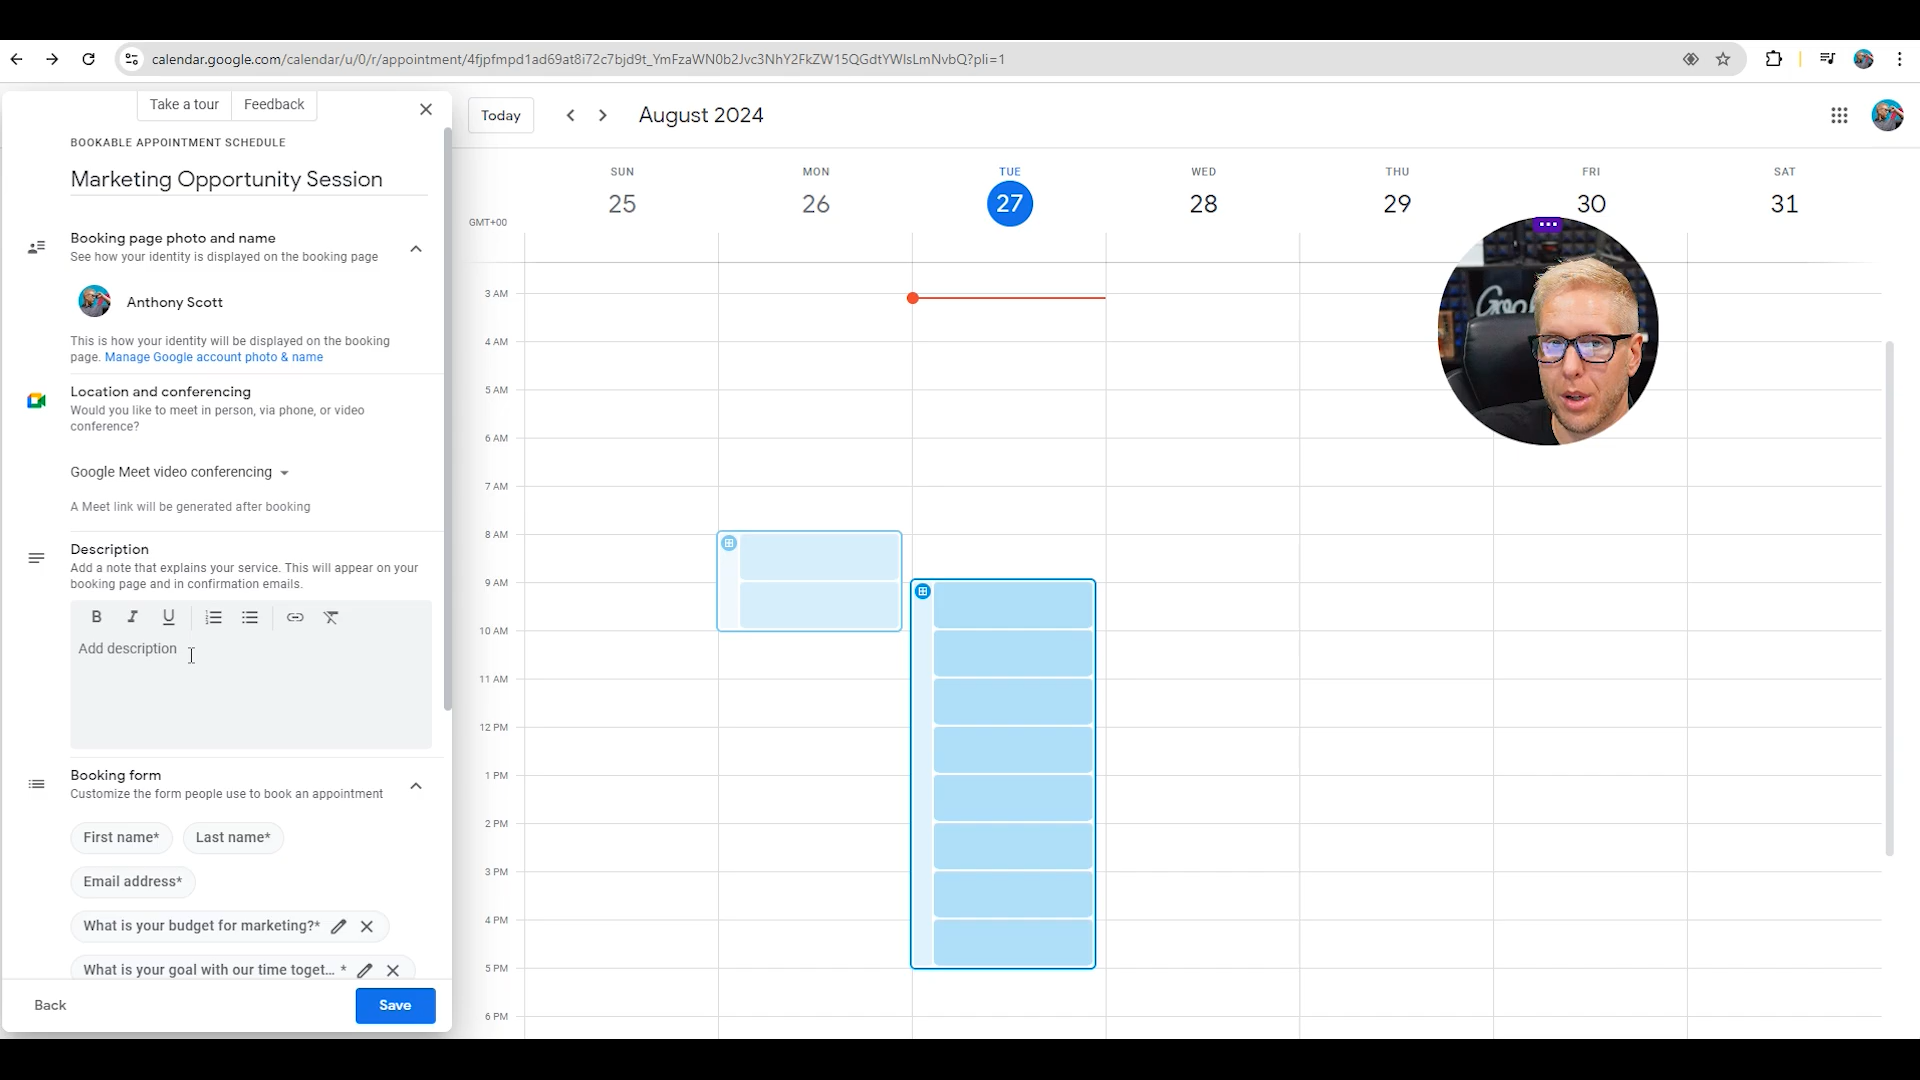 calendar.google.com/calendar/u/0/r/appointment/4fjpfmpd1ad69at8i72c7bjd9t_YmFzaWN0b2Jvc3NhY2FkZW15QGdtYWlsLmNvbQ?pli=1
Take a tour
Feedback
BOOKABLE APPOINTMENT SCHEDULE
Marketing Opportunity Session
Booking page photo and name
See how your identity is displayed on the booking page
Anthony Scott
This is how your identity will be displayed on the booking
page. Manage Google account photo & name
Location and conferencing
Would you like to meet in person, via phone, or video
conference?
Google Meet video conferencing
A Meet link will be generated after booking
Description
Add a note that explains your service. This will appear on your
booking page and in confirmation emails.
B I U
Add description
Booking form
Customize the form people use to book an appointment
First name* Last name*
Email address*
What is your budget for marketing?*
What is your goal with our time toget... *
Back
Save
Today
August 2024
SUN MON TUE WED THU FRI SAT
25 26 27 28 29 30 31
GMT+00
3 AM
4 AM
5 AM
6 AM
7 AM
8 AM
9 AM
10 AM
11 AM
12 PM
1 PM
2 PM
3 PM
4 PM
5 PM
6 PM